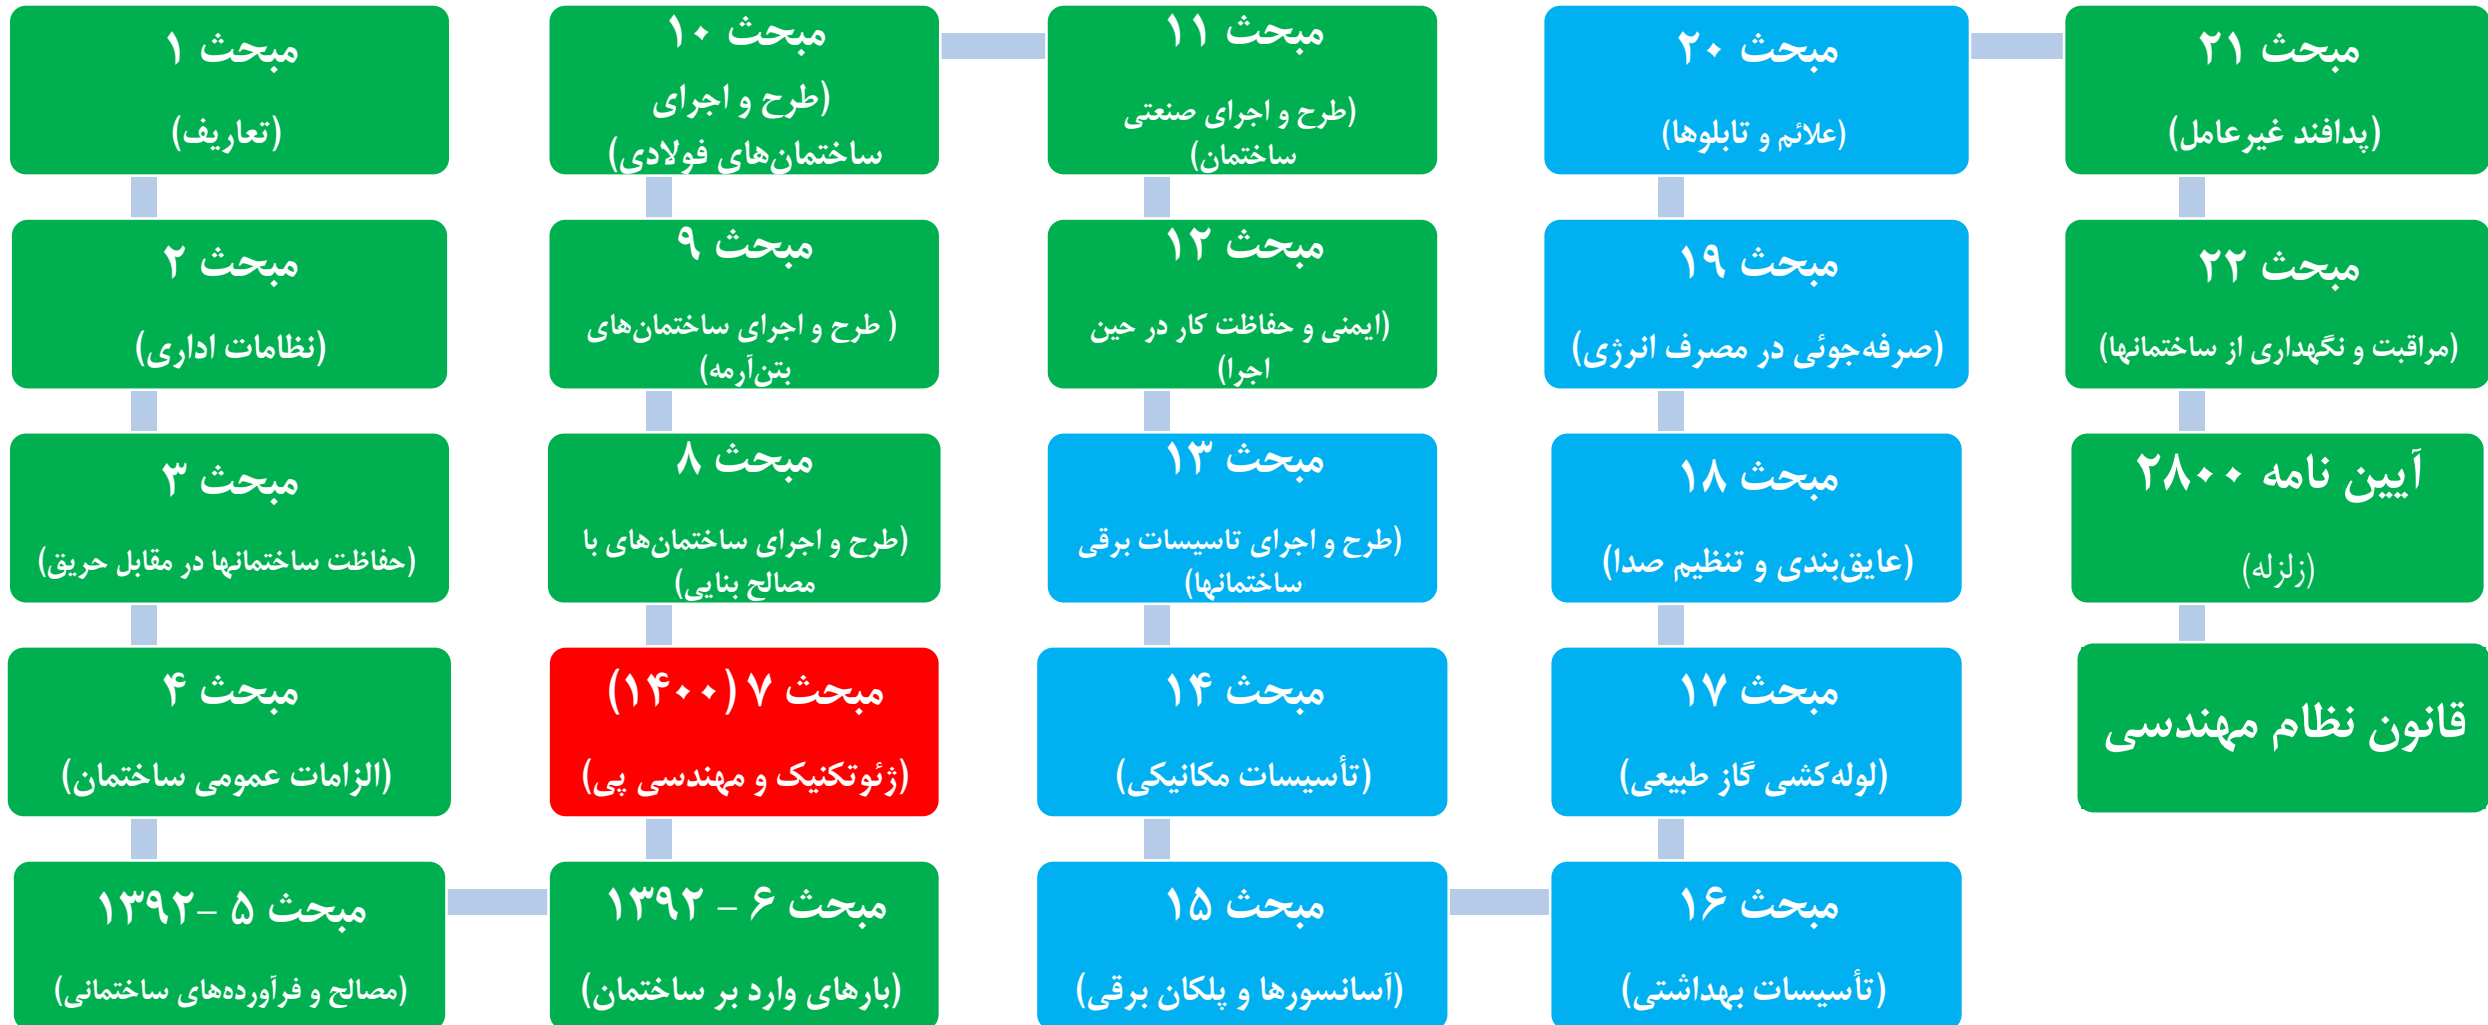 مبحث ۱
(تعاریف)
مبحث ۲
(نظامات اداری)
مبحث ۳
(حفاظت ساختمانها در مقابل حریق)
مبحث ۴
(الزامات عمومی ساختمان)
مبحث ۵ -۱۳۹۲
(مصالح و فرآورده‌های ساختمانی)
مبحث ۶ - ۱۳۹۲
(بارهای وارد بر ساختمان)
مبحث ۷ (۱۴۰۰)
(ژئوتکنیک و مهندسی پی)
مبحث ۸
(طرح و اجرای ساختمان‌های با
مصالح بنایی)
مبحث ۹
( طرح و اجرای ساختمان‌های
بتن‌آرمه)
مبحث ۱۰
(طرح و اجرای
ساختمان‌های فولادی)
مبحث ۱۱
(طرح و اجرای صنعتی
ساختمان)
مبحث ۱۲
(ایمنی و حفاظت کار در حین
اجرا)
مبحث ۱۳
(طرح و اجرای تاسیسات برقی
ساختمانها)
مبحث ۱۴
(تأسیسات مکانیکی)
مبحث ۱۵
(آسانسورها و پلکان برقی)
مبحث ۱۶
(تأسیسات بهداشتی)
مبحث ۱۷
(لوله‌کشی گاز طبیعی)
مبحث ۱۸
(عایق‌بندی و تنظیم صدا)
مبحث ۱۹
(صرفه‌جوئی در مصرف انرژی)
مبحث ۲۰
(علائم و تابلوها)
مبحث ۲۱
(پدافند غیرعامل)
مبحث ۲۲
(مراقبت و نگهداری از ساختمانها)
آیین نامه ۲۸۰۰
(زلزله)
قانون نظام مهندسی